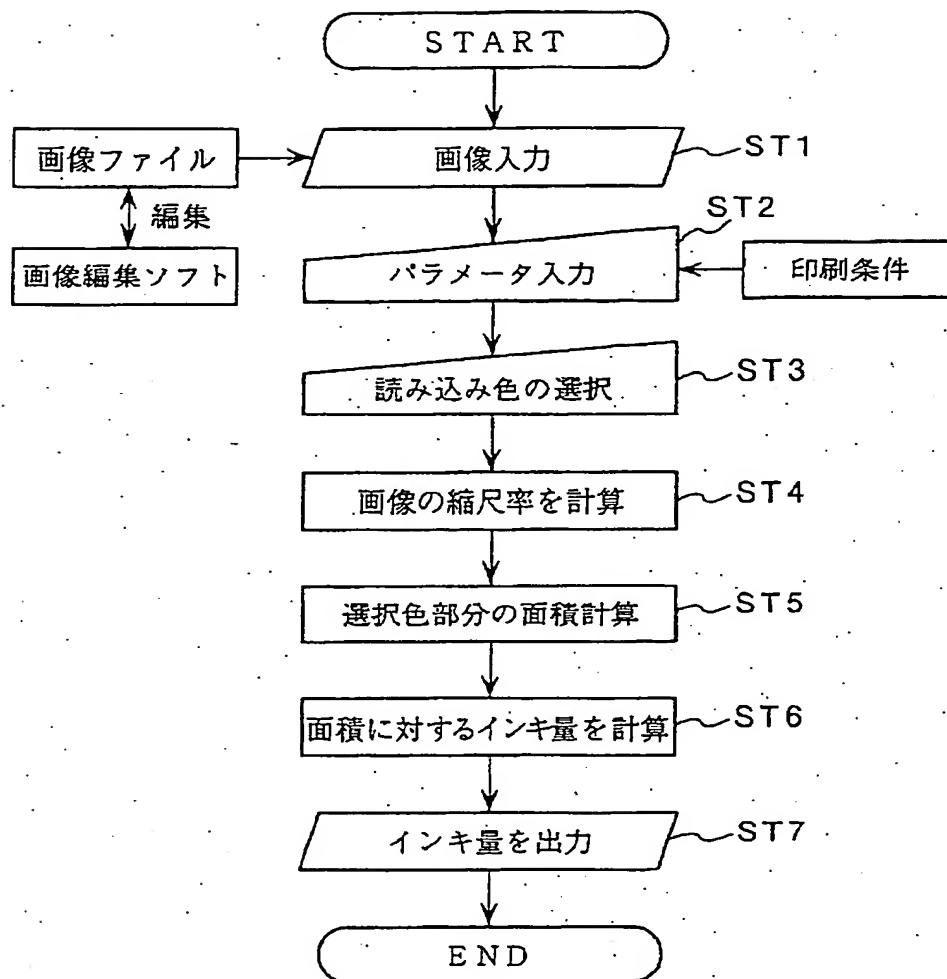 START
画像ファイル
画像入力
ST1
編集
ST2
画像編集ソフト
パラメータ入力
印刷条件
読み込み色の選択
ST3
画像の縮尺率を計算
ST4
選択色部分の面積計算
ST5
面積に対するインキ量を計算
ST6
インキ量を出力
ST7
END